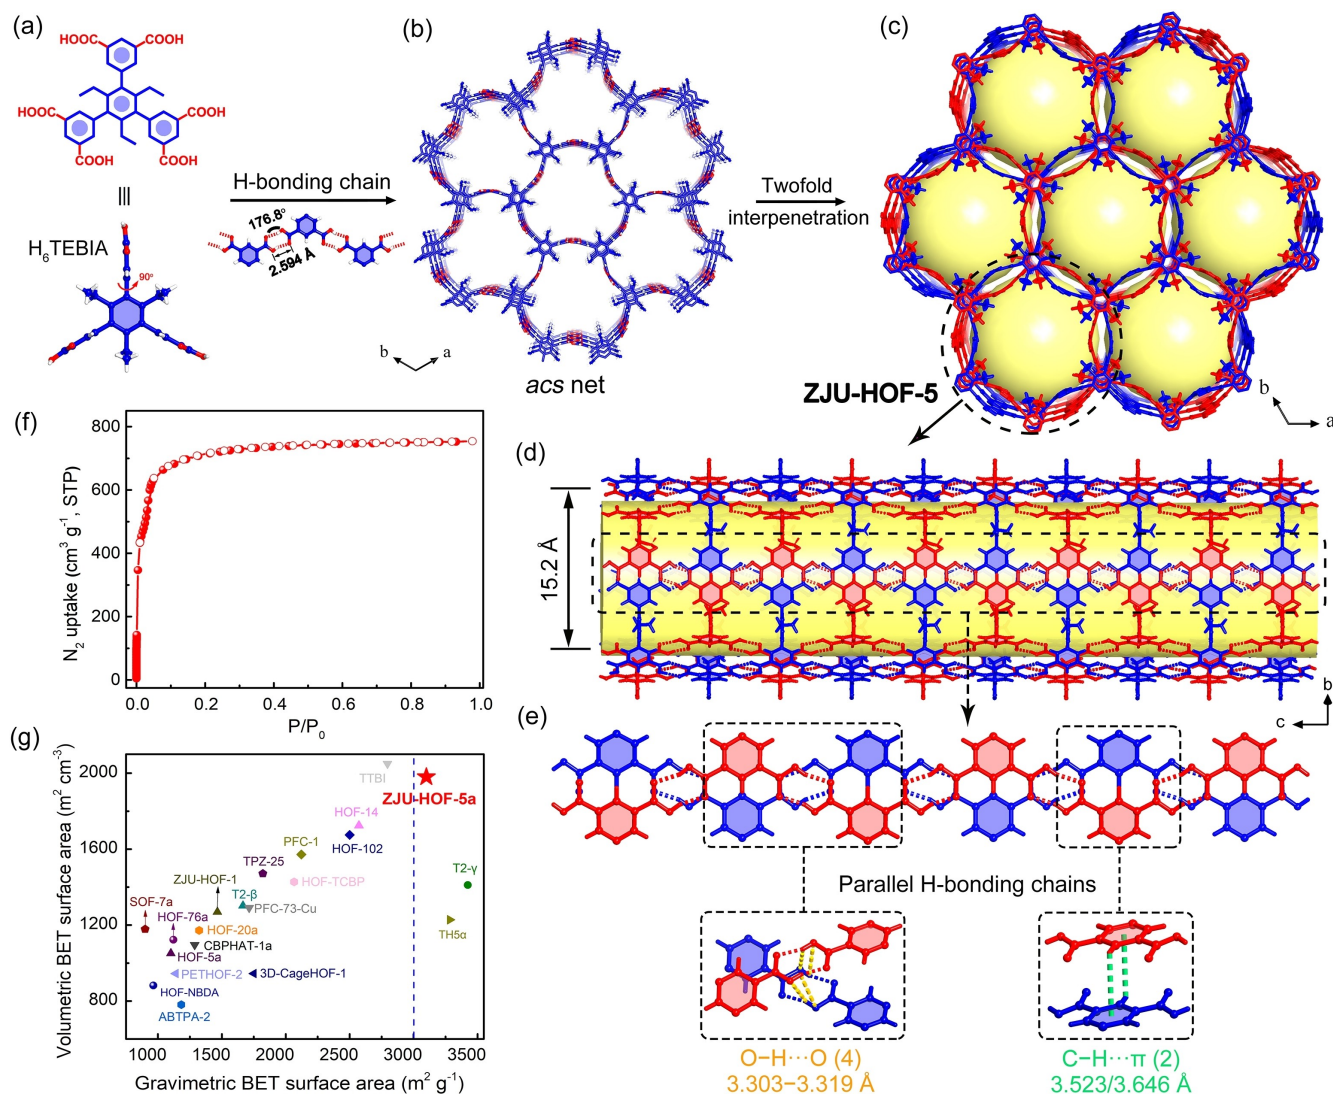 (a)
HOOC
COOH
HOOC
COOH
COOH
COOH
H6TEBIA
90°
H-bonding chain
176.8°
2.594 Å
(b)
b
a
acs net
Twofold
interpenetration
(c)
ZJU-HOF-5
b
a
(d)
15.2 Å
b
c
(e)
Parallel H-bonding chains
O−H···O (4)
3.303−3.319 Å
C−H···π (2)
3.523/3.646 Å
(f)
N2 uptake (cm3 g-1, STP)
800
600
400
200
0
0.0 0.2 0.4 0.6 0.8 1.0
P/P0
(g)
Volumetric BET surface area (m2 cm-3)
2000
1600
1200
800
TTBI
ZJU-HOF-5a
HOF-14
HOF-102
PFC-1
TPZ-25
HOF-TCBP
T2-γ
ZJU-HOF-1
T2-β
PFC-73-Cu
TH5α
SOF-7a
HOF-76a
HOF-20a
CBPHAT-1a
HOF-5a
PETHOF-2
3D-CageHOF-1
HOF-NBDA
ABTPA-2
1000 1500 2000 2500 3000 3500
Gravimetric BET surface area (m2 g-1)